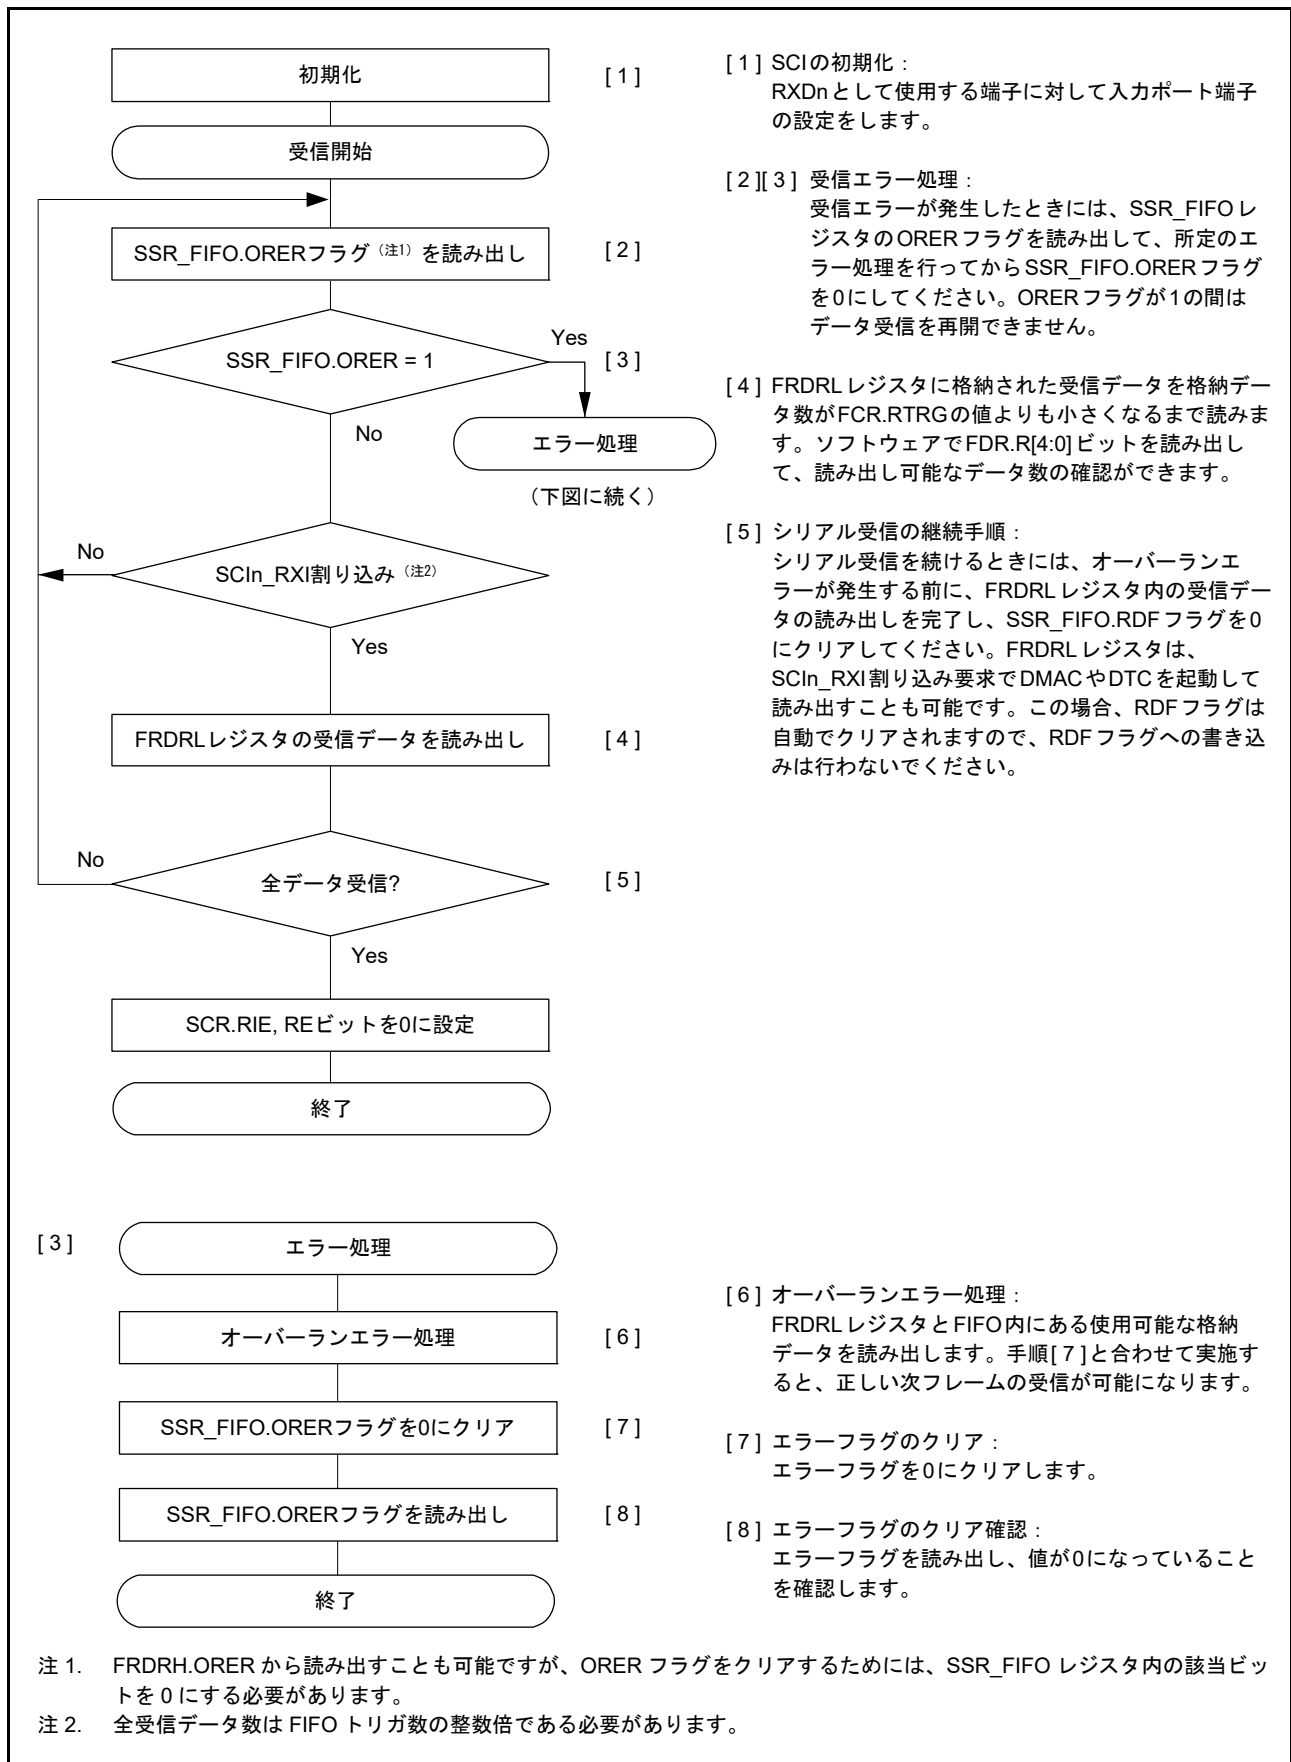 初期化
[ 1 ]
受信開始
SSR_FIFO.ORERフラグ（注1）を読み出し
[ 2 ]
SSR_FIFO.ORER = 1
Yes
[ 3 ]
No
エラー処理
（下図に続く）
No
SCIn_RXI割り込み（注2）
Yes
FRDRLレジスタの受信データを読み出し
[ 4 ]
No
全データ受信?
[ 5 ]
Yes
SCR.RIE, REビットを0に設定
終了
[ 1 ] SCIの初期化：
RXDnとして使用する端子に対して入力ポート端子
の設定をします。
[ 2 ][ 3 ] 受信エラー処理：
受信エラーが発生したときには、SSR_FIFOレ
ジスタのORERフラグを読み出して、所定のエ
ラー処理を行ってからSSR_FIFO.ORERフラグ
を0にしてください。ORERフラグが1の間は
データ受信を再開できません。
[ 4 ] FRDRLレジスタに格納された受信データを格納デー
タ数がFCR.RTRGの値よりも小さくなるまで読みま
す。ソフトウェアでFDR.R[4:0]ビットを読み出し
て、読み出し可能なデータ数の確認ができます。
[ 5 ] シリアル受信の継続手順：
シリアル受信を続けるときには、オーバーランエ
ラーが発生する前に、FRDRLレジスタ内の受信デー
タの読み出しを完了し、SSR_FIFO.RDFフラグを0
にクリアしてください。FRDRLレジスタは、
SCIn_RXI割り込み要求でDMACやDTCを起動して
読み出すことも可能です。この場合、RDFフラグは
自動でクリアされますので、RDFフラグへの書き込
みは行わないでください。
[ 3 ]
エラー処理
オーバーランエラー処理
[ 6 ]
SSR_FIFO.ORERフラグを0にクリア
[ 7 ]
SSR_FIFO.ORERフラグを読み出し
[ 8 ]
終了
[ 6 ] オーバーランエラー処理：
FRDRLレジスタとFIFO内にある使用可能な格納
データを読み出します。手順[ 7 ]と合わせて実施す
ると、正しい次フレームの受信が可能になります。
[ 7 ] エラーフラグのクリア：
エラーフラグを0にクリアします。
[ 8 ] エラーフラグのクリア確認：
エラーフラグを読み出し、値が0になっていること
を確認します。
注 1. FRDRH.ORER から読み出すことも可能ですが、ORER フラグをクリアするためには、SSR_FIFO レジスタ内の該当ビッ
トを 0 にする必要があります。
注 2. 全受信データ数は FIFO トリガ数の整数倍である必要があります。